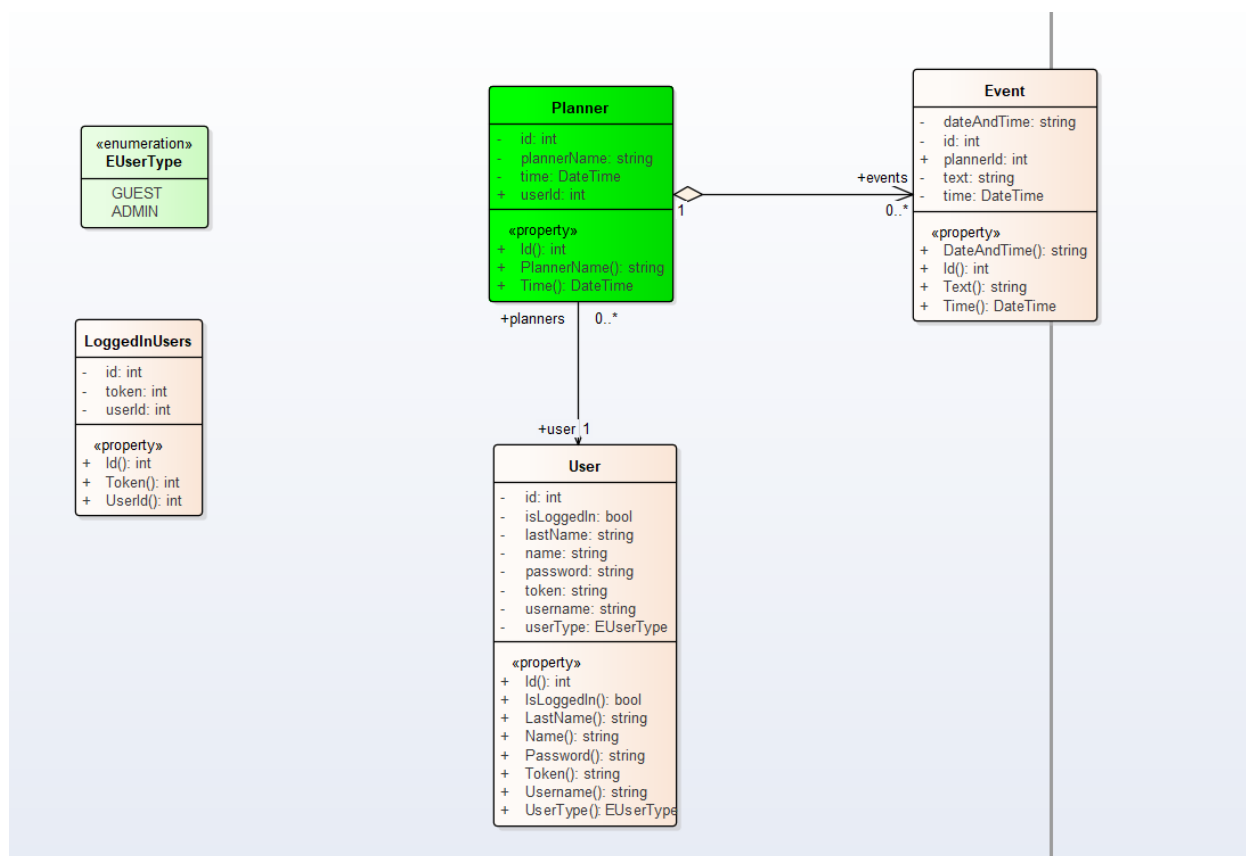 «enumeration»
EUserType
GUEST
ADMIN
LoggedInUsers
- id: int
- token: int
- userId: int
«property»
+ Id(): int
+ Token(): int
+ UserId(): int
Planner
- id: int
- plannerName: string
- time: DateTime
+ userId: int
«property»
+ Id(): int
+ PlannerName(): string
+ Time(): DateTime
1
+events
0..*
Event
- dateAndTime: string
- id: int
+ plannerId: int
- text: string
- time: DateTime
«property»
+ DateAndTime(): string
+ Id(): int
+ Text(): string
+ Time(): DateTime
+planners 0..*
+user 1
User
- id: int
- isLoggedIn: bool
- lastName: string
- name: string
- password: string
- token: string
- username: string
- userType: EUserType
«property»
+ Id(): int
+ IsLoggedIn(): bool
+ LastName(): string
+ Name(): string
+ Password(): string
+ Token(): string
+ Username(): string
+ UserType(): EUserType